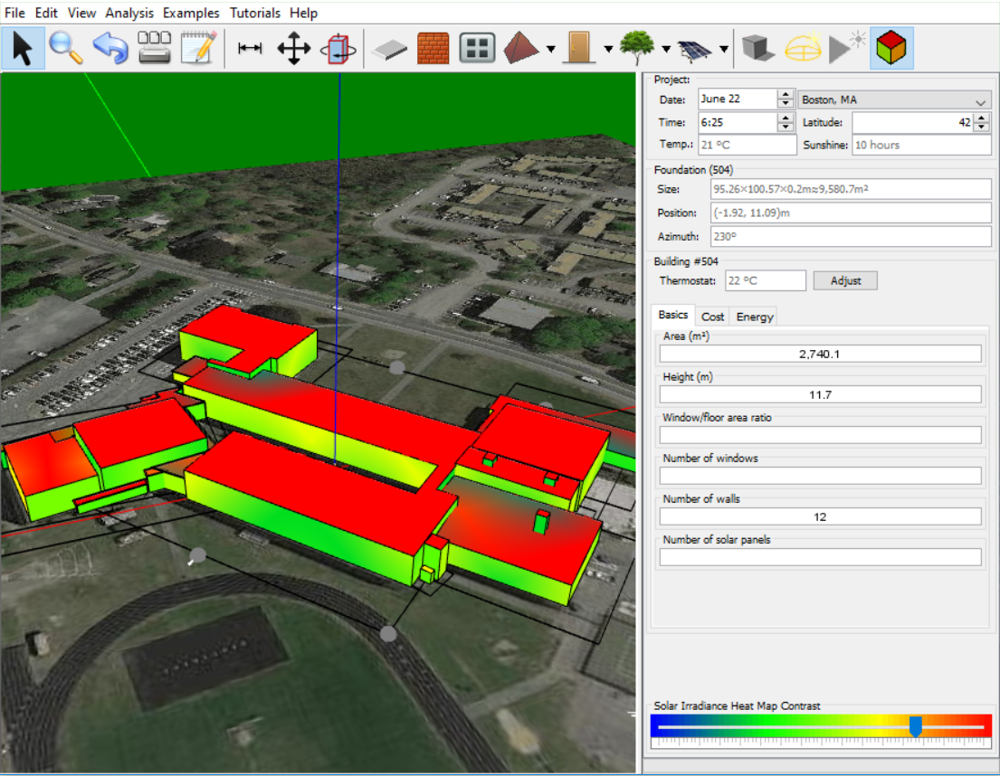 File Edit View Analysis Examples Tutorials Help
Project:
Date: June 22 Boston, MA
Time: 6:25 Latitude: 42
Temp.: 21 ºC Sunshine: 10 hours
Foundation (504)
Size: 95.26×100.57×0.2m≈9,580.7m²
Position: (-1.92, 11.09)m
Azimuth: 230º
Building #504
Thermostat: 22 ºC Adjust
Basics Cost Energy
Area (m²)
2,740.1
Height (m)
11.7
Window/floor area ratio
Number of windows
Number of walls
12
Number of solar panels
Solar Irradiance Heat Map Contrast